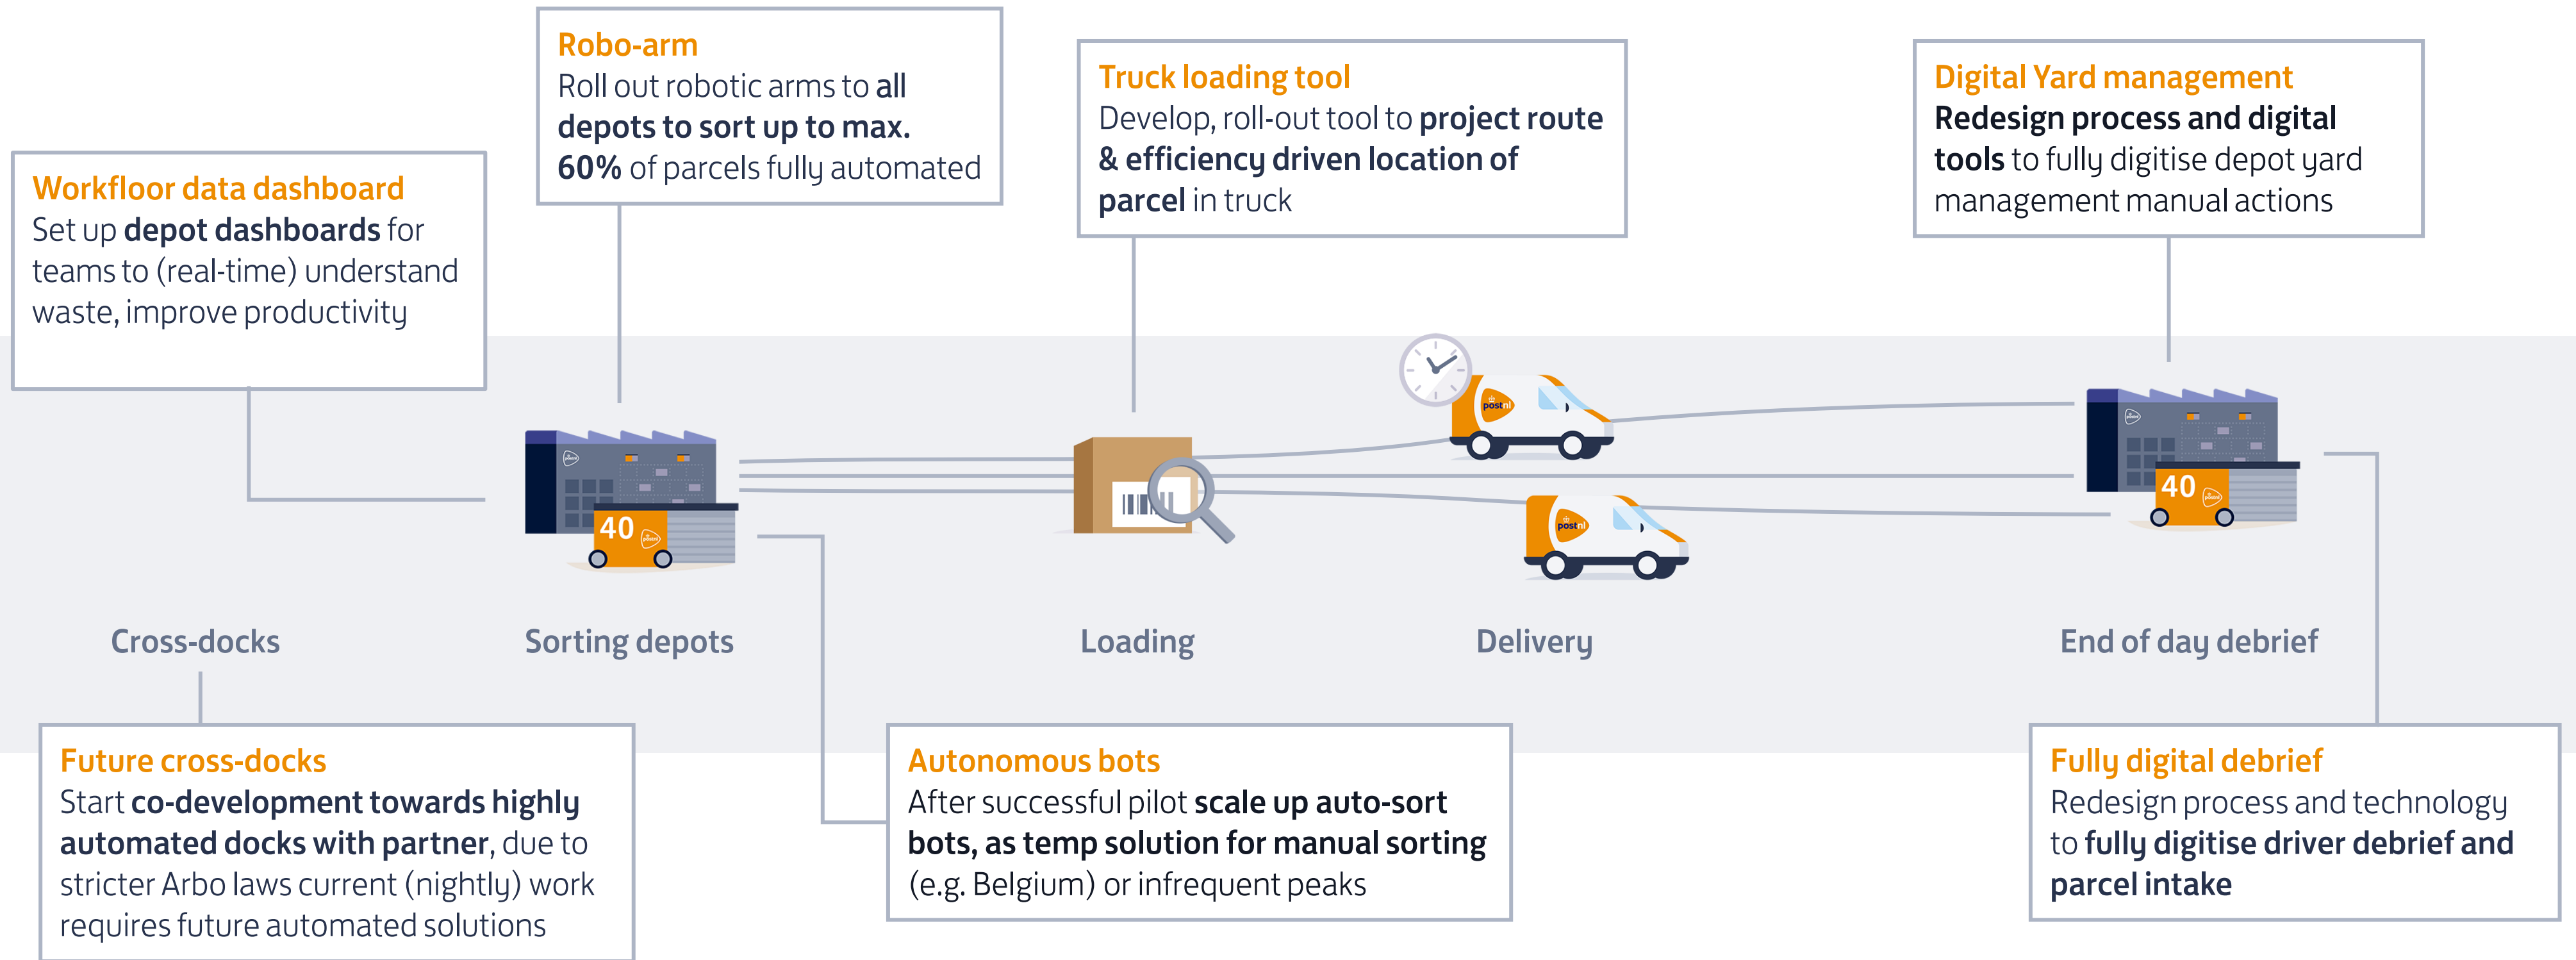 Robo-arm
Roll out robotic arms to all
depots to sort up to max.
60% of parcels fully automated
Truck loading tool
Develop, roll-out tool to project route
& efficiency driven location of
parcel in truck
Digital Yard management
Redesign process and digital
tools to fully digitise depot yard
management manual actions
Workfloor data dashboard
Set up depot dashboards for
teams to (real-time) understand
waste, improve productivity
postnl
postnl
40
postnl
40
postnl
Cross-docks
Sorting depots
Loading
Delivery
End of day debrief
Future cross-docks
Start co-development towards highly
automated docks with partner, due to
stricter Arbo laws current (nightly) work
requires future automated solutions
Autonomous bots
After successful pilot scale up auto-sort
bots, as temp solution for manual sorting
(e.g. Belgium) or infrequent peaks
Fully digital debrief
Redesign process and technology
to fully digitise driver debrief and
parcel intake